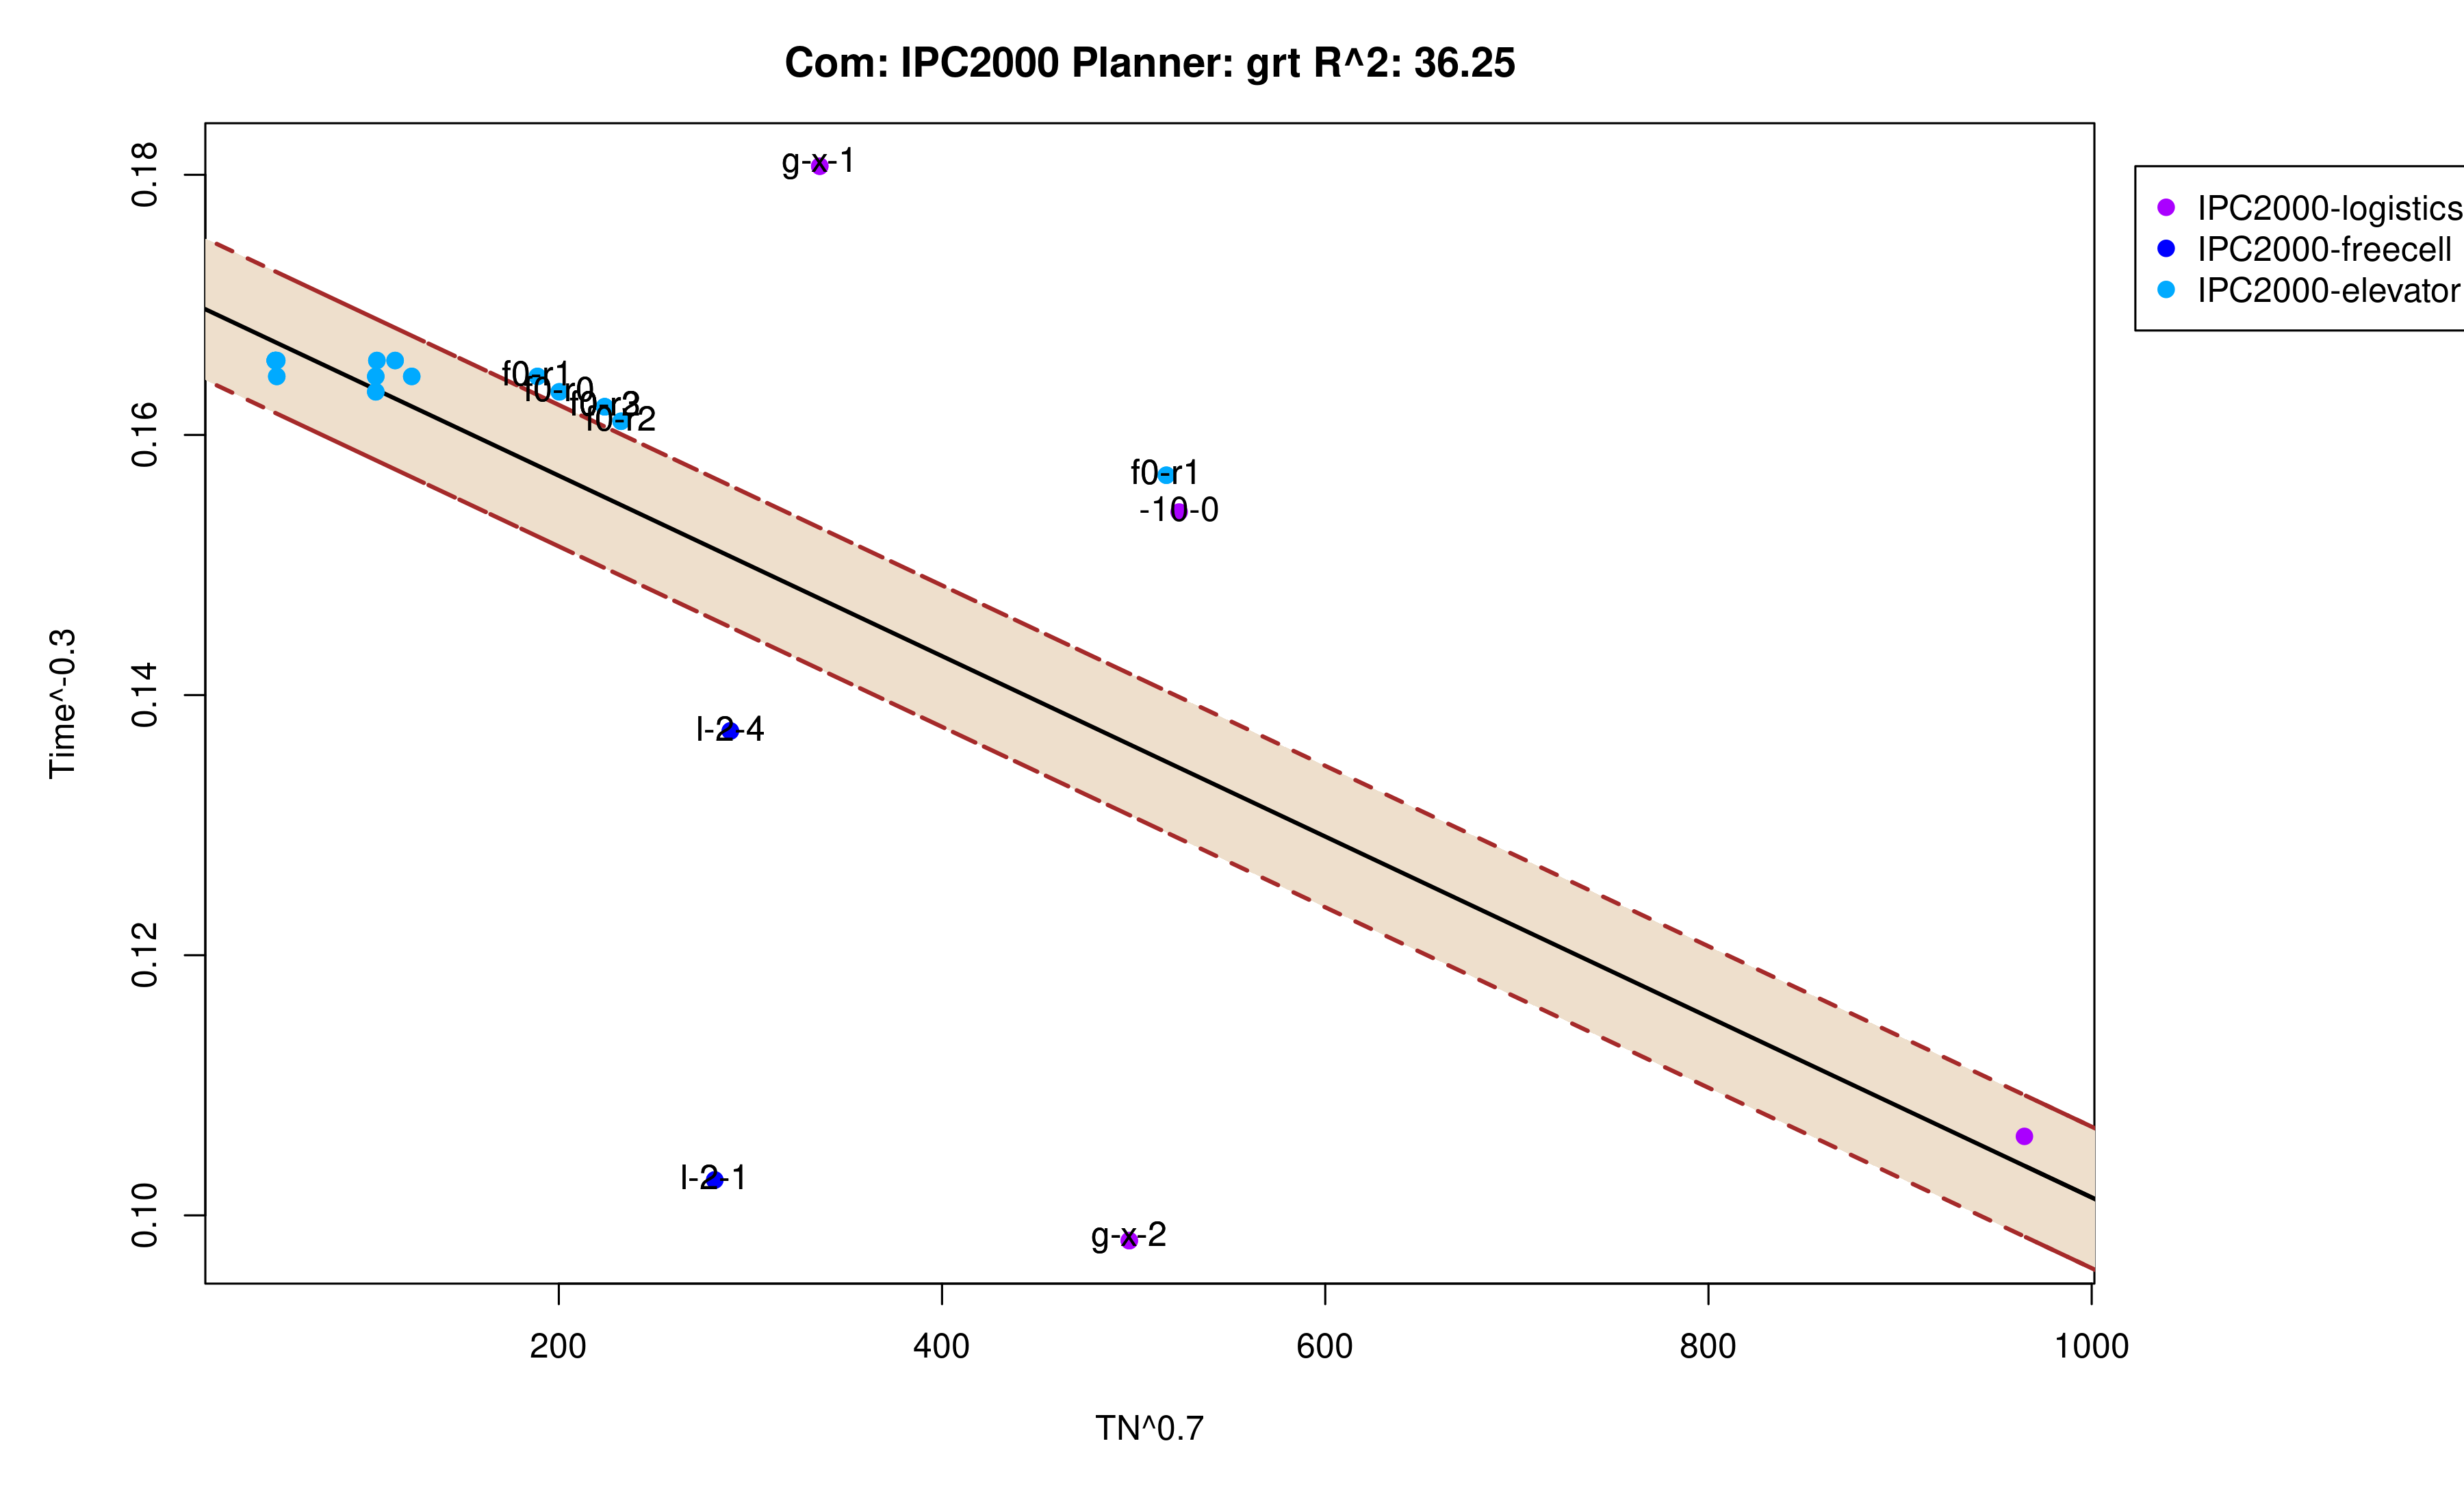 Com: IPC2000 Planner: grt R^2: 36.25
0.18
0.16
0.14
0.12
0.10
Time^-0.3
g-x-1
f0-r1
f0-r0
f0-r3
f0-r2
f0-r1
-10-0
l-2-4
l-2-1
g-x-2
200
400
600
800
1000
TN^0.7
IPC2000-logistics
IPC2000-freecell
IPC2000-elevator